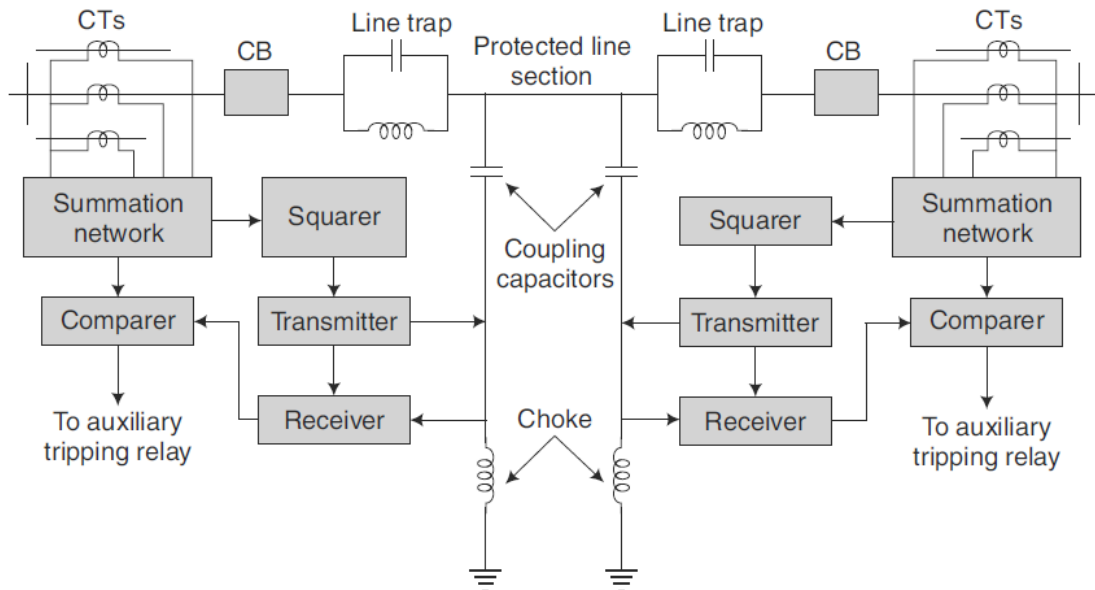 CTs
CB
Line trap
Protected line
section
Line trap
CB
CTs
Summation
network
Squarer
Coupling
capacitors
Squarer
Summation
network
Comparer
Transmitter
Transmitter
Comparer
To auxiliary
tripping relay
Receiver
Choke
Receiver
To auxiliary
tripping relay